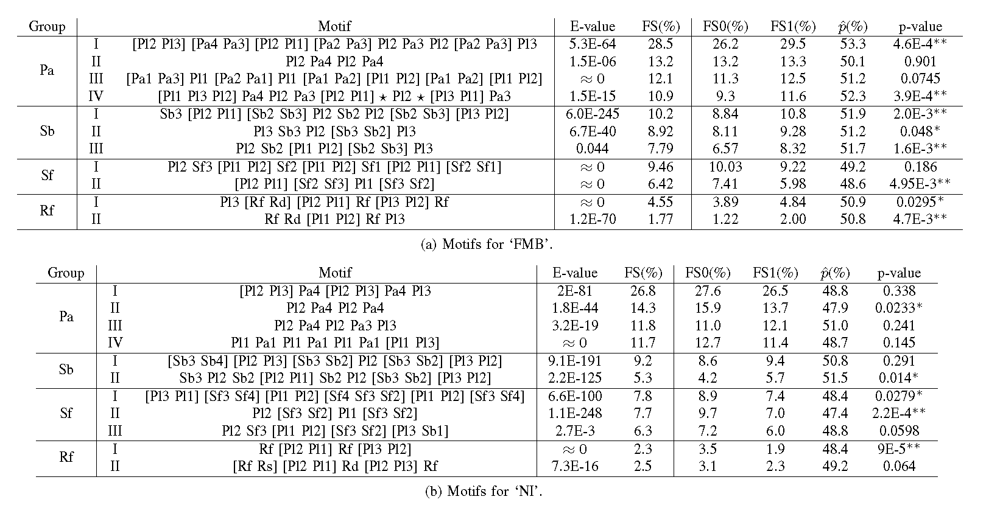 Group Motif E-value FS(%) FS0(%) FS1(%) p̂(%) p-value
Pa I [Pl2 Pl3] [Pa4 Pa3] [Pl2 Pl1] [Pa2 Pa3] Pl2 Pa3 Pl2 [Pa2 Pa3] Pl3 5.3E-64 28.5 26.2 29.5 53.3 4.6E-4**
II Pl2 Pa4 Pl2 Pa4 1.5E-06 13.2 13.2 13.3 50.1 0.901
III [Pa1 Pa3] Pl1 [Pa2 Pa1] Pl1 [Pa1 Pa2] [Pl1 Pl2] [Pa1 Pa2] [Pl1 Pl2] ≈ 0 12.1 11.3 12.5 51.2 0.0745
IV [Pl1 Pl3 Pl2] Pa4 Pl2 Pa3 [Pl2 Pl1] ⋆ Pl2 ⋆ [Pl3 Pl1] Pa3 1.5E-15 10.9 9.3 11.6 52.3 3.9E-4**
Sb I Sb3 [Pl2 Pl1] [Sb2 Sb3] Pl2 Sb2 Pl2 [Sb2 Sb3] [Pl3 Pl2] 6.0E-245 10.2 8.84 10.8 51.9 2.0E-3**
II Pl3 Sb3 Pl2 [Sb3 Sb2] Pl3 6.7E-40 8.92 8.11 9.28 51.2 0.048*
III Pl2 Sb2 [Pl1 Pl2] [Sb2 Sb3] Pl3 0.044 7.79 6.57 8.32 51.7 1.6E-3**
Sf I Pl2 Sf3 [Pl1 Pl2] Sf2 [Pl1 Pl2] Sf1 [Pl2 Pl1] [Sf2 Sf1] ≈ 0 9.46 10.03 9.22 49.2 0.186
II [Pl2 Pl1] [Sf2 Sf3] Pl1 [Sf3 Sf2] ≈ 0 6.42 7.41 5.98 48.6 4.95E-3**
Rf I Pl3 [Rf Rd] [Pl2 Pl1] Rf [Pl3 Pl2] Rf ≈ 0 4.55 3.89 4.84 50.9 0.0295*
II Rf Rd [Pl1 Pl2] Rf Pl3 1.2E-70 1.77 1.22 2.00 50.8 4.7E-3**
(a) Motifs for ‘FMB’.
Group Motif E-value FS(%) FS0(%) FS1(%) p̂(%) p-value
Pa I [Pl2 Pl3] Pa4 [Pl2 Pl3] Pa4 Pl3 2E-81 26.8 27.6 26.5 48.8 0.338
II Pl2 Pa4 Pl2 Pa4 1.8E-44 14.3 15.9 13.7 47.9 0.0233*
III Pl2 Pa4 Pl2 Pa3 Pl3 3.2E-19 11.8 11.0 12.1 51.0 0.241
IV Pl1 Pa1 Pl1 Pa1 Pl1 Pa1 [Pl1 Pl3] ≈ 0 11.7 12.7 11.4 48.7 0.145
Sb I [Sb3 Sb4] [Pl2 Pl3] [Sb3 Sb2] Pl2 [Sb3 Sb2] [Pl3 Pl2] 9.1E-191 9.2 8.6 9.4 50.8 0.291
II Sb3 Pl2 Sb2 [Pl2 Pl1] Sb2 Pl2 [Sb3 Sb2] [Pl3 Pl2] 2.2E-125 5.3 4.2 5.7 51.5 0.014*
Sf I [Pl3 Pl1] [Sf3 Sf4] [Pl1 Pl2] [Sf4 Sf3 Sf2] [Pl1 Pl2] [Sf3 Sf4] 6.6E-100 7.8 8.9 7.4 48.4 0.0279*
II Pl2 [Sf3 Sf2] Pl1 [Sf3 Sf2] 1.1E-248 7.7 9.7 7.0 47.4 2.2E-4**
III Pl2 Sf3 [Pl1 Pl2] [Sf3 Sf2] [Pl3 Sb1] 2.7E-3 6.3 7.2 6.0 48.8 0.0598
Rf I Rf [Pl2 Pl1] Rf [Pl3 Pl2] ≈ 0 2.3 3.5 1.9 48.4 9E-5**
II [Rf Rs] [Pl2 Pl1] Rd [Pl2 Pl3] Rf 7.3E-16 2.5 3.1 2.3 49.2 0.064
(b) Motifs for ‘NI’.